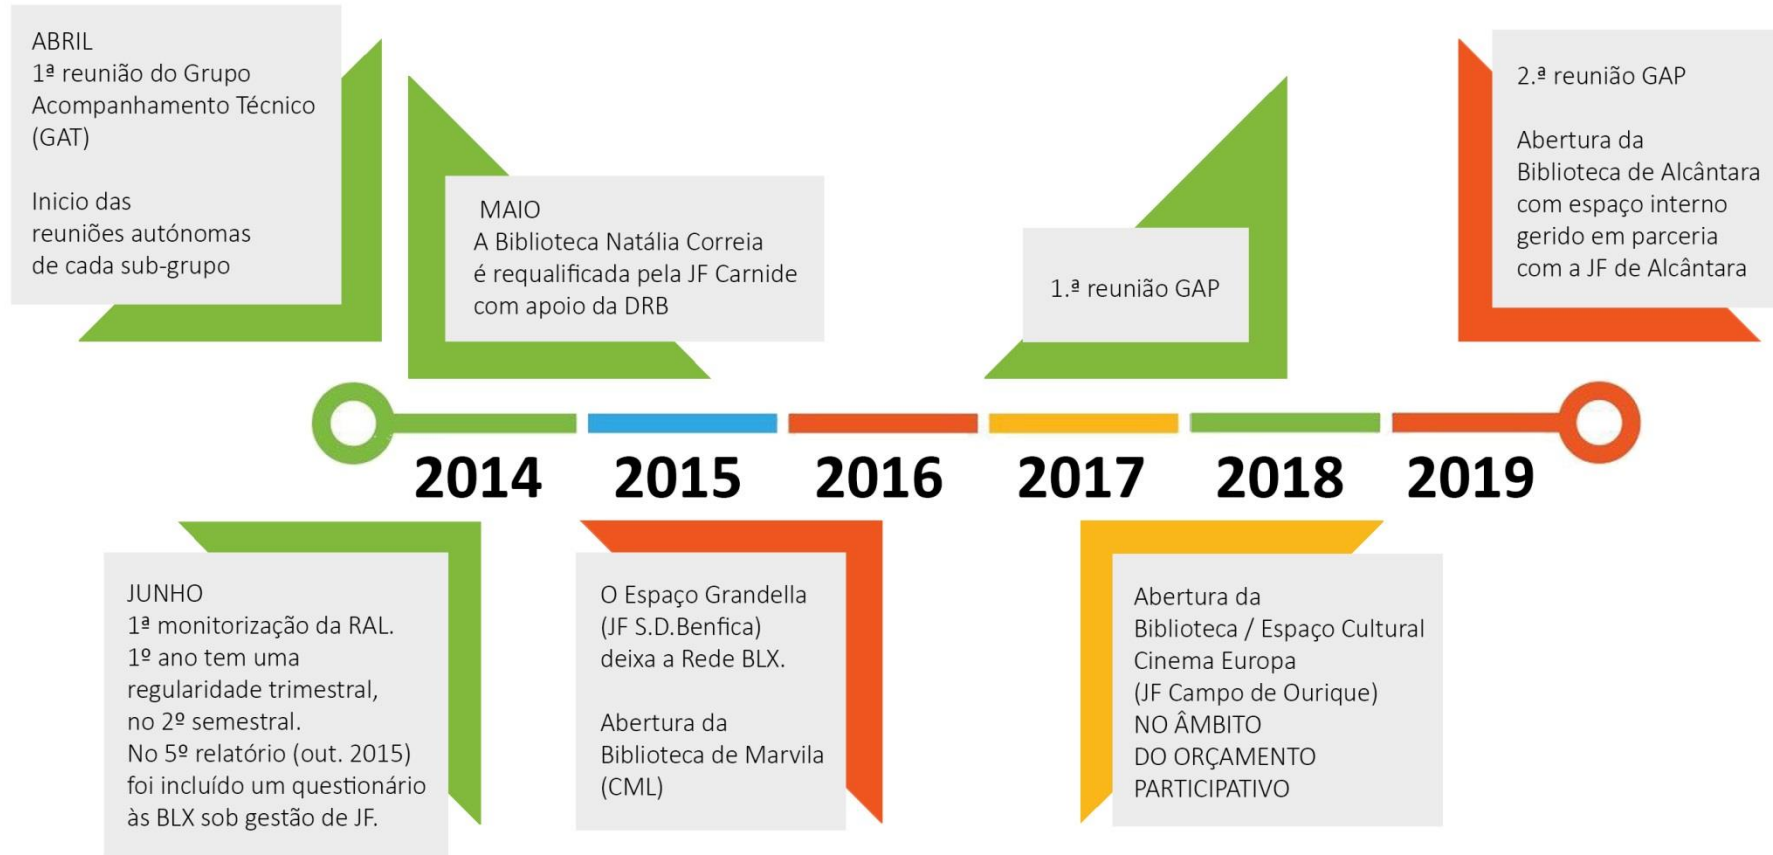 ABRIL
1ª reunião do Grupo
Acompanhamento Técnico
(GAT)
Inicio das
reuniões autónomas
de cada sub-grupo
MAIO
A Biblioteca Natália Correia
é requalificada pela JF Carnide
com apoio da DRB
1.ª reunião GAP
2.ª reunião GAP
Abertura da
Biblioteca de Alcântara
com espaço interno
gerido em parceria
com a JF de Alcântara
2014
2015
2016
2017
2018
2019
JUNHO
1ª monitorização da RAL.
1º ano tem uma
regularidade trimestral,
no 2º semestral.
No 5º relatório (out. 2015)
foi incluído um questionário
às BLX sob gestão de JF.
O Espaço Grandella
(JF S.D.Benfica)
deixa a Rede BLX.
Abertura da
Biblioteca de Marvila
(CML)
Abertura da
Biblioteca / Espaço Cultural
Cinema Europa
(JF Campo de Ourique)
NO ÂMBITO
DO ORÇAMENTO
PARTICIPATIVO